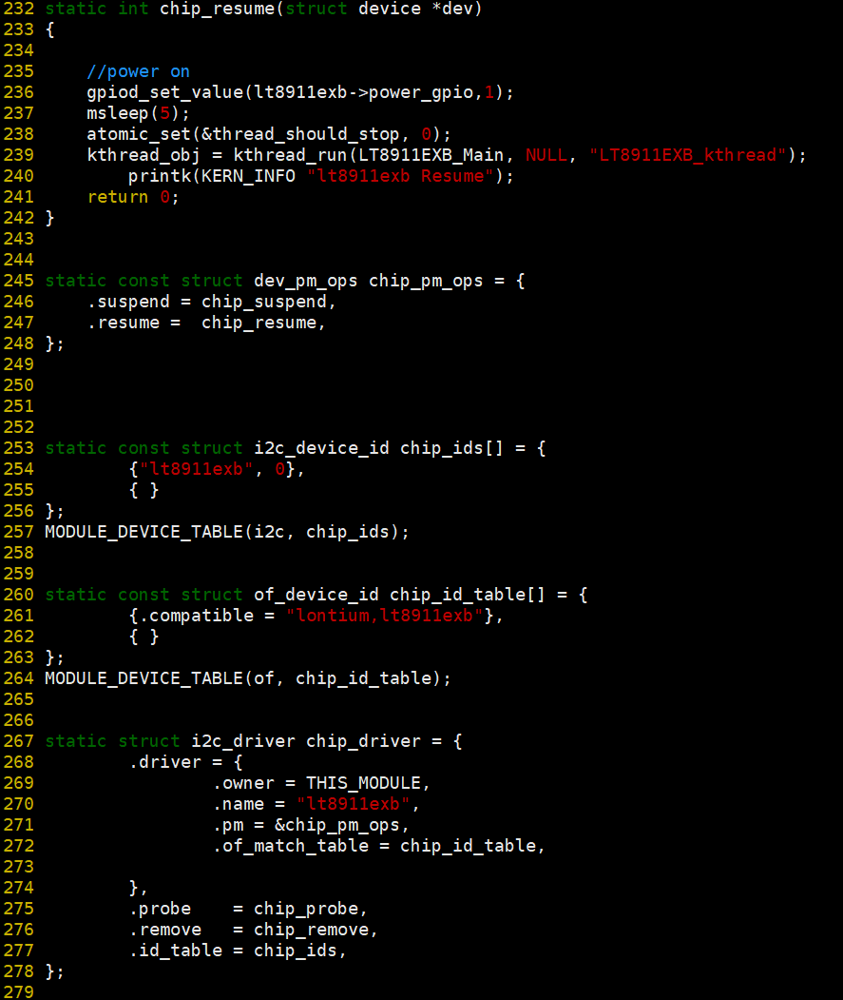 232 static int chip_resume(struct device *dev)
233 {
234
235     //power on
236     gpiod_set_value(lt8911exb->power_gpio,1);
237     msleep(5);
238     atomic_set(&thread_should_stop, 0);
239     kthread_obj = kthread_run(LT8911EXB_Main, NULL, "LT8911EXB_kthread");
240         printk(KERN_INFO "lt8911exb Resume");
241     return 0;
242 }
243
244
245 static const struct dev_pm_ops chip_pm_ops = {
246     .suspend = chip_suspend,
247     .resume =  chip_resume,
248 };
249
250
251
252
253 static const struct i2c_device_id chip_ids[] = {
254         {"lt8911exb", 0},
255         { }
256 };
257 MODULE_DEVICE_TABLE(i2c, chip_ids);
258
259
260 static const struct of_device_id chip_id_table[] = {
261         {.compatible = "lontium,lt8911exb"},
262         { }
263 };
264 MODULE_DEVICE_TABLE(of, chip_id_table);
265
266
267 static struct i2c_driver chip_driver = {
268         .driver = {
269                 .owner = THIS_MODULE,
270                 .name = "lt8911exb",
271                 .pm = &chip_pm_ops,
272                 .of_match_table = chip_id_table,
273
274         },
275         .probe    = chip_probe,
276         .remove   = chip_remove,
277         .id_table = chip_ids,
278 };
279